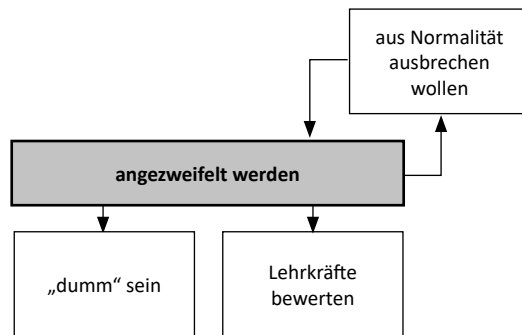 aus Normalität
ausbrechen
wollen
angezweifelt werden
„dumm“ sein
Lehrkräfte
bewerten